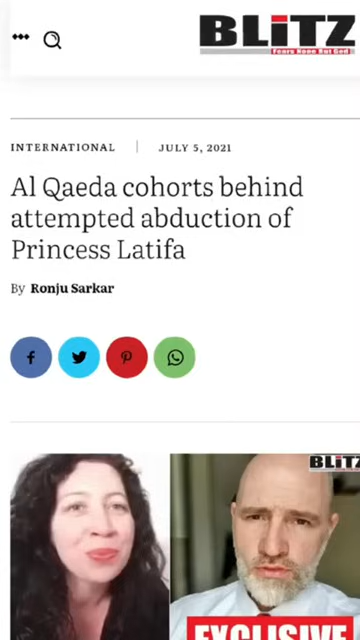 BLiTZ
Fears None But God
INTERNATIONAL | JULY 5, 2021
Al Qaeda cohorts behind
attempted abduction of
Princess Latifa
By Ronju Sarkar
BLiTZ
EXCLUSIVE